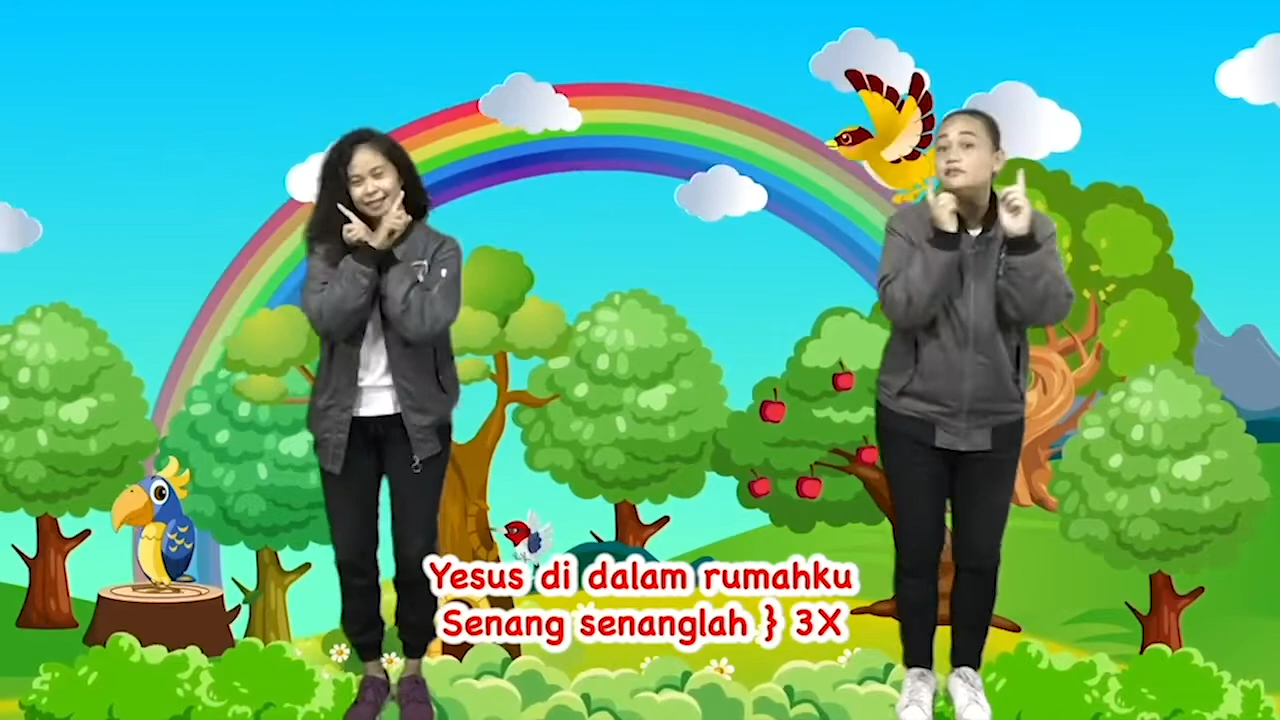 Yesus di dalam rumahku
Senang senanglah } 3X